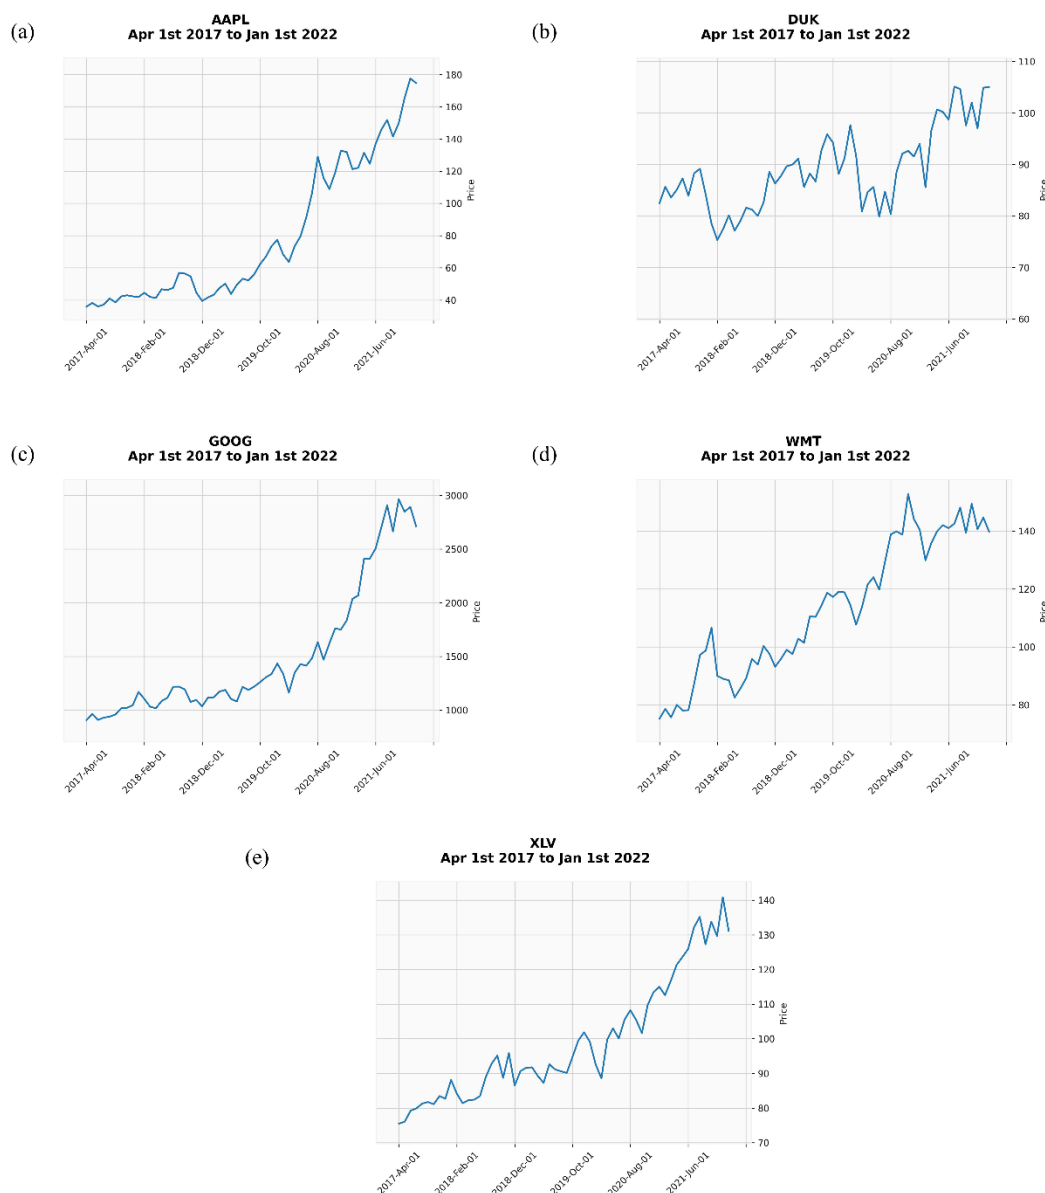 (a)
AAPL
Apr 1st 2017 to Jan 1st 2022
180
160
140
120
100
80
60
40
Price
2017-Apr-01
2018-Feb-01
2018-Dec-01
2019-Oct-01
2020-Aug-01
2021-Jun-01
(b)
DUK
Apr 1st 2017 to Jan 1st 2022
110
100
90
80
70
60
Price
2017-Apr-01
2018-Feb-01
2018-Dec-01
2019-Oct-01
2020-Aug-01
2021-Jun-01
(c)
GOOG
Apr 1st 2017 to Jan 1st 2022
3000
2500
2000
1500
1000
Price
2017-Apr-01
2018-Feb-01
2018-Dec-01
2019-Oct-01
2020-Aug-01
2021-Jun-01
(d)
WMT
Apr 1st 2017 to Jan 1st 2022
140
120
100
80
Price
2017-Apr-01
2018-Feb-01
2018-Dec-01
2019-Oct-01
2020-Aug-01
2021-Jun-01
(e)
XLV
Apr 1st 2017 to Jan 1st 2022
140
130
120
110
100
90
80
70
Price
2017-Apr-01
2018-Feb-01
2018-Dec-01
2019-Oct-01
2020-Aug-01
2021-Jun-01